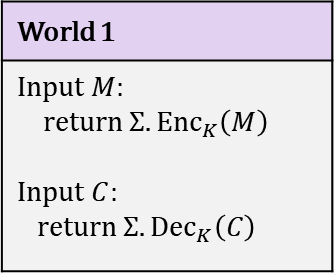 World 1
Input M:
return Σ. Enc_K(M)
Input C:
return Σ. Dec_K(C)